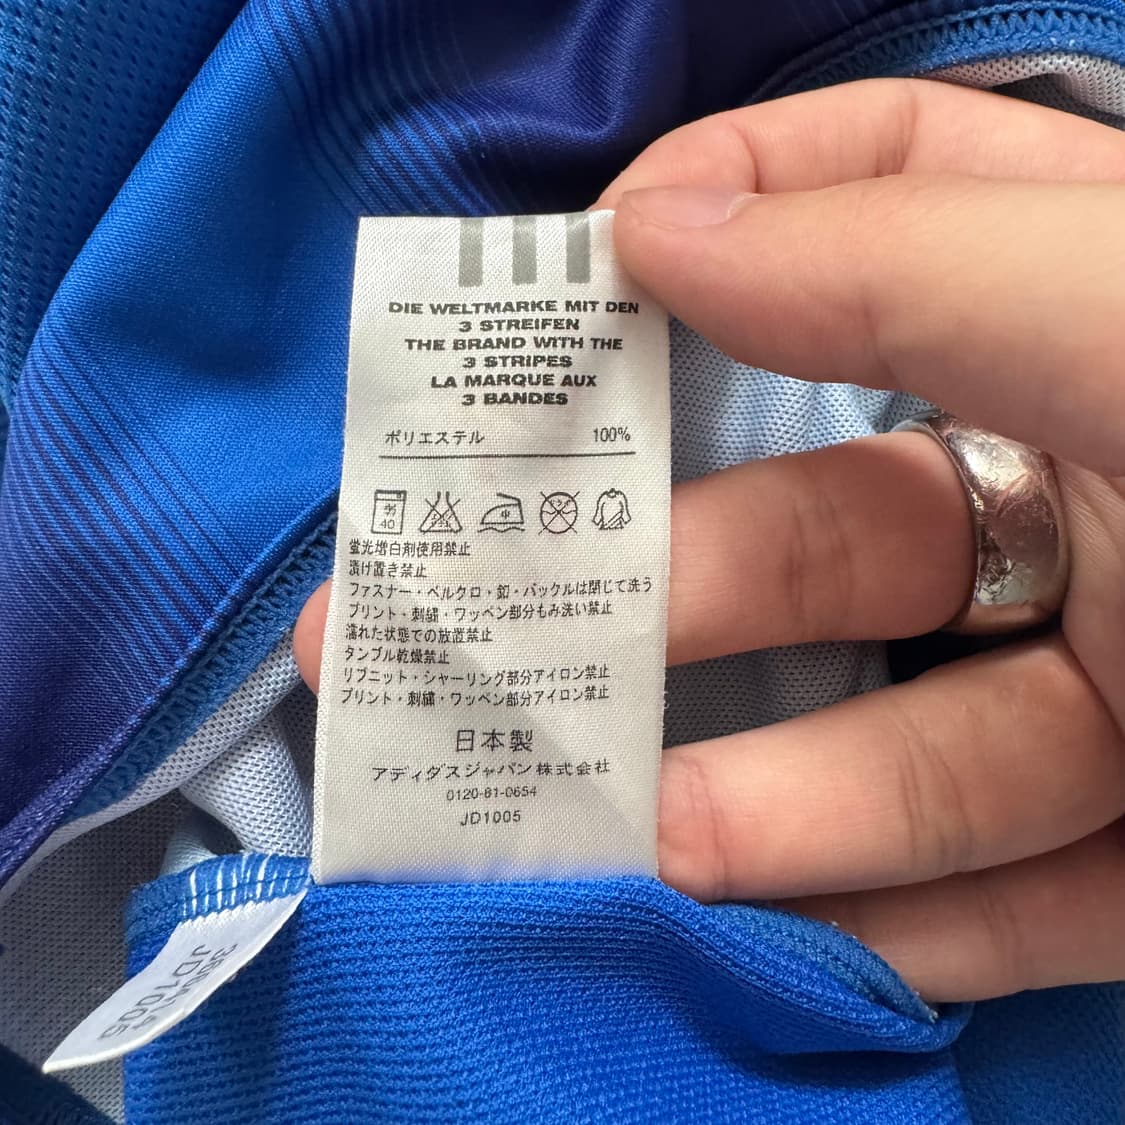 DIE WELTMARKE MIT DEN
3 STREIFEN
THE BRAND WITH THE
3 STRIPES
LA MARQUE AUX
3 BANDES
ポリエステル 100%
弱
40
中
蛍光増白剤使用禁止
漬け置き禁止
ファスナー・ベルクロ・釦・バックルは閉じて洗う
プリント・刺繍・ワッペン部分もみ洗い禁止
濡れた状態での放置禁止
タンブル乾燥禁止
リブニット・シャーリング部分アイロン禁止
プリント・刺繍・ワッペン部分アイロン禁止
日本製
アディダスジャパン株式会社
0120-81-0654
JD1005
JD1005